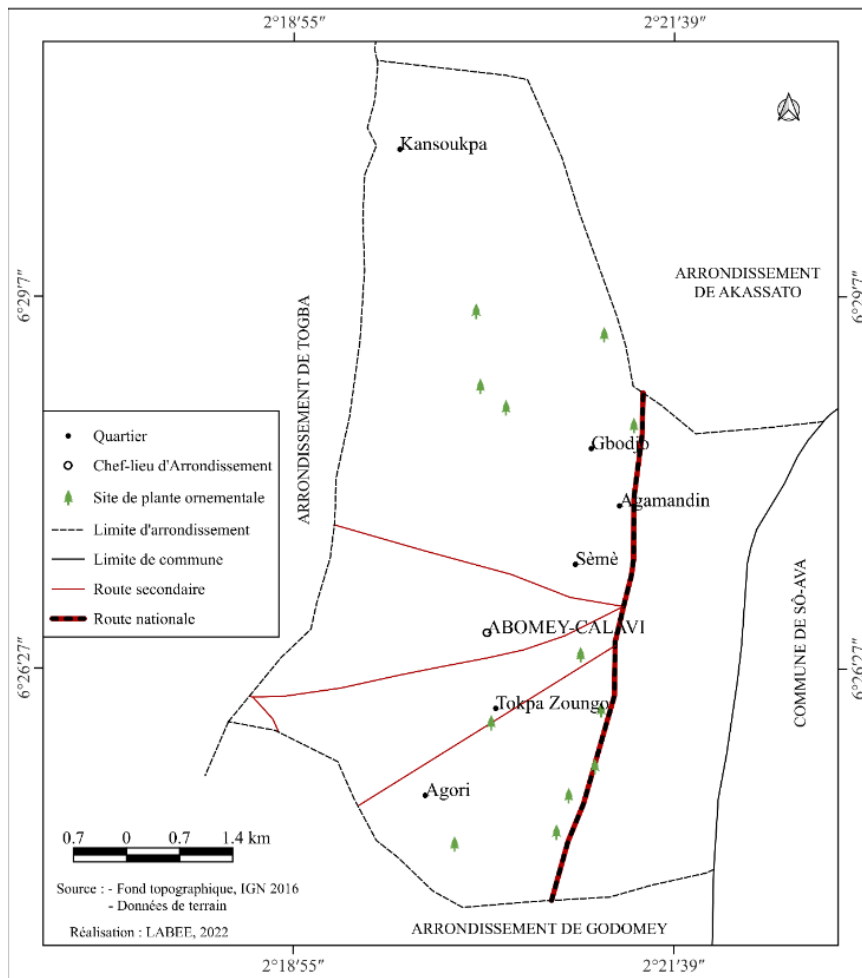 2°18′55″
2°21′39″
Kansoukpa
ARRONDISSEMENT
DE AKASSATO
6°29′7″
6°29′7″
ARRONDISSEMENT DE TOGBA
Quartier
Chef-lieu d'Arrondissement
Site de plante ornementale
Limite d'arrondissement
Limite de commune
Route secondaire
Route nationale
Gbodjo
Agamandin
Sèmè
ABOMEY-CALAVI
Tokpa Zoungo
Agori
COMMUNE DE SÔ-AVA
6°26′27″
6°26′27″
0.7 0 0.7 1.4 km
Source : - Fond topographique, IGN 2016
- Données de terrain
Réalisation : LABEE, 2022
ARRONDISSEMENT DE GODOMEY
2°18′55″
2°21′39″